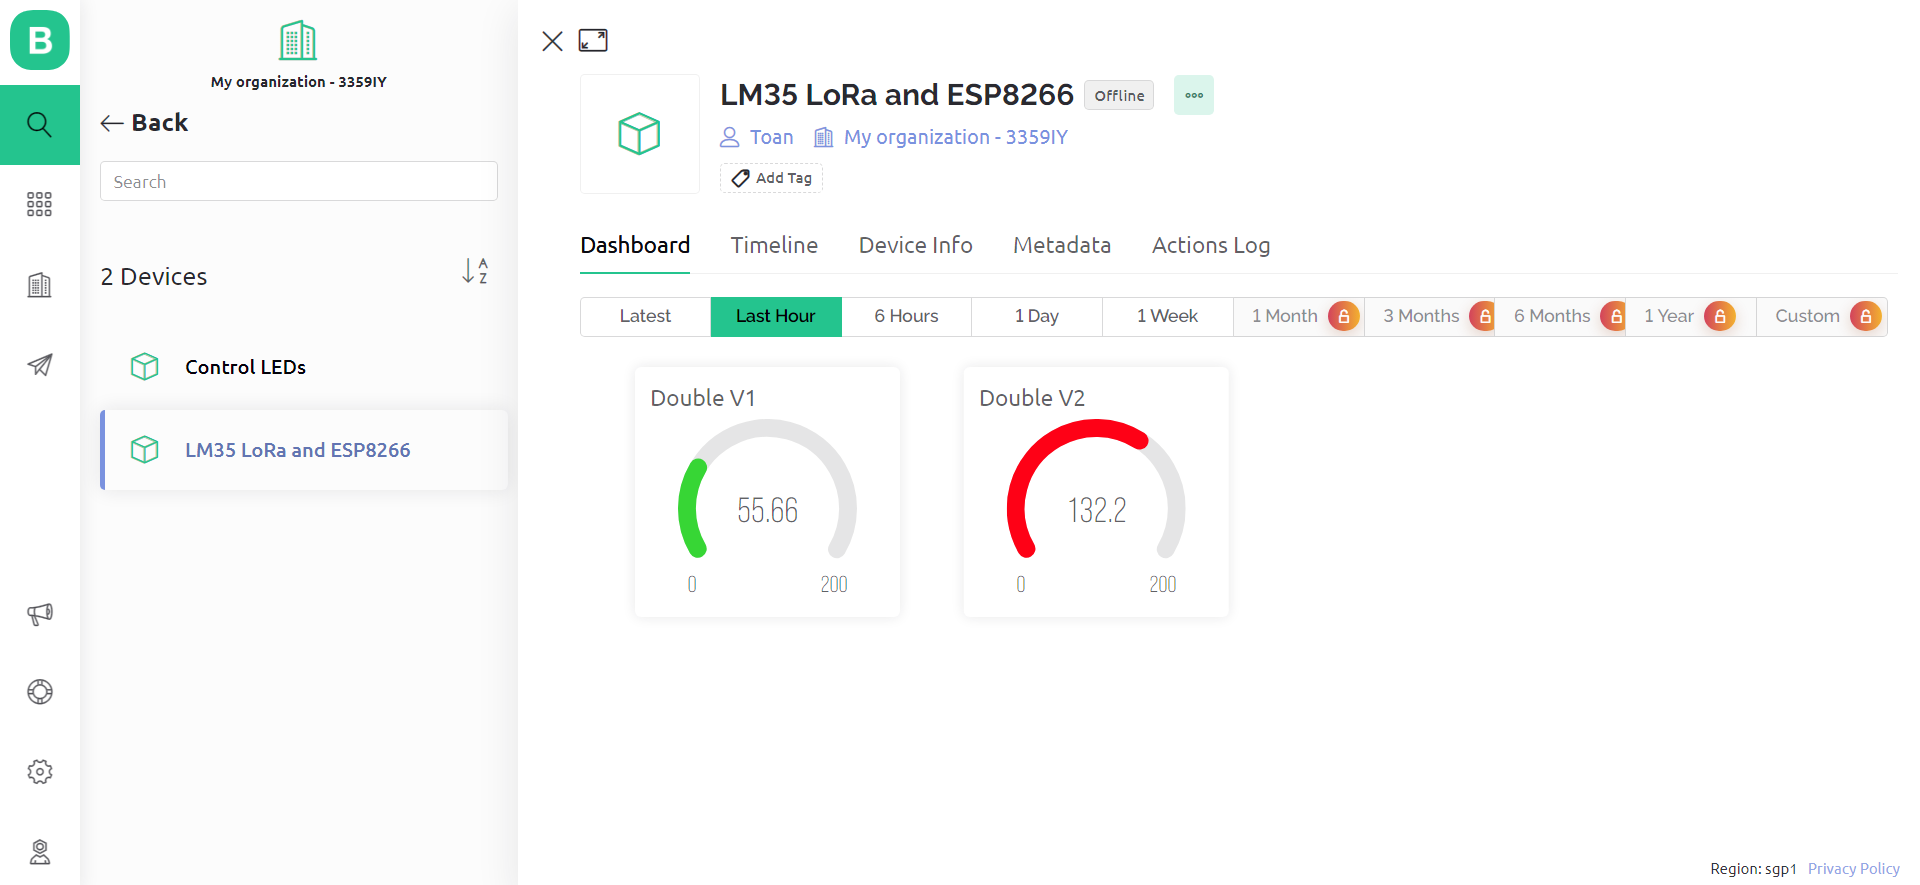 B
My organization - 3359IY
Back
Search
2 Devices
A
Z
Control LEDs
LM35 LoRa and ESP8266
LM35 LoRa and ESP8266 Offline
Toan My organization - 3359IY
Add Tag
Dashboard Timeline Device Info Metadata Actions Log
Latest Last Hour 6 Hours 1 Day 1 Week 1 Month 3 Months 6 Months 1 Year Custom
Double V1 Double V2
55.66 132.2
0 200 0 200
Region: sgp1 Privacy Policy